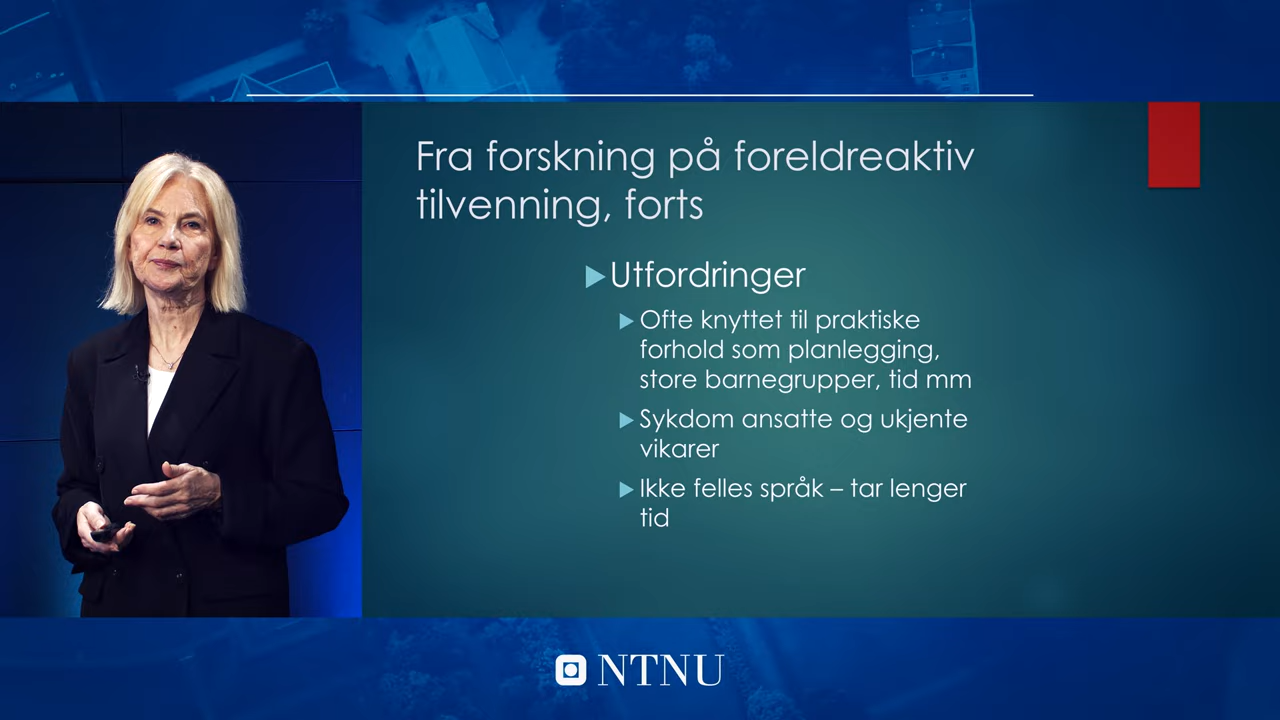 Fra forskning på foreldreaktiv
tilvenning, forts
Utfordringer
Ofte knyttet til praktiske
forhold som planlegging,
store barnegrupper, tid mm
Sykdom ansatte og ukjente
vikarer
Ikke felles språk – tar lenger
tid
NTNU